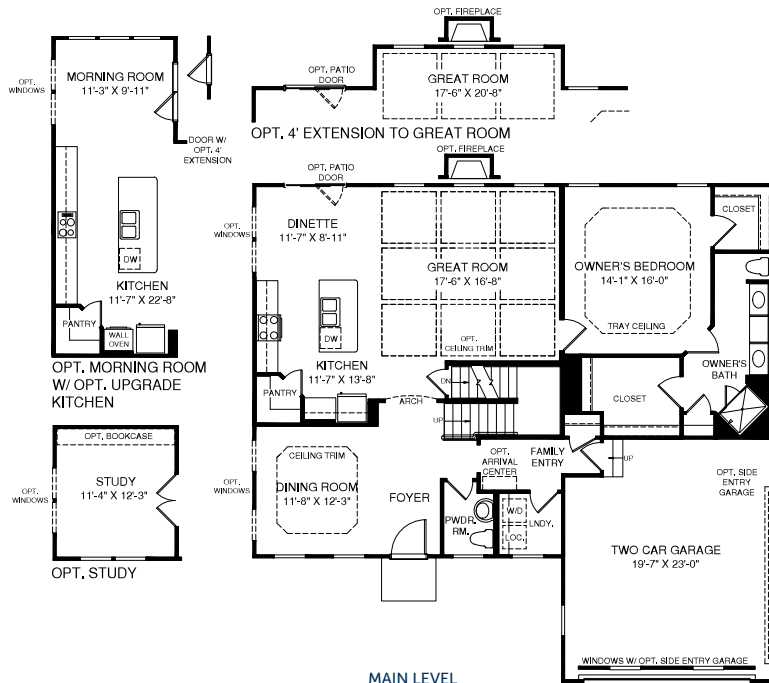 OPT. FIREPLACE
MORNING ROOM
11'-3" X 9'-11"
OPT.
WINDOWS
DOOR W/
OPT. 4'
EXTENSION
DW
KITCHEN
11'-7" X 22'-8"
PANTRY
WALL
OVEN
OPT. MORNING ROOM
W/ OPT. UPGRADE
KITCHEN
OPT. PATIO
DOOR
GREAT ROOM
17'-6" X 20'-8"
OPT. 4' EXTENSION TO GREAT ROOM
OPT. FIREPLACE
OPT. PATIO
DOOR
OPT.
WINDOWS
DINETTE
11'-7" X 8'-11"
GREAT ROOM
17'-6" X 16'-8"
OPT.
CEILING TRIM
DW
KITCHEN
11'-7" X 13'-8"
PANTRY
ARCH
DN
UP
CLOSET
OWNER'S BEDROOM
14'-1" X 16'-0"
TRAY CEILING
OWNER'S
BATH
CLOSET
OPT. BOOKCASE
STUDY
11'-4" X 12'-3"
OPT.
WINDOWS
OPT. STUDY
OPT.
WINDOWS
CEILING TRIM
DINING ROOM
11'-8" X 12'-3"
FOYER
OPT.
ARRIVAL
CENTER
FAMILY
ENTRY
UP
PWDR.
RM.
W/D
LOC.
LNDY.
OPT. SIDE
ENTRY
GARAGE
TWO CAR GARAGE
19'-7" X 23'-0"
WINDOWS W/ OPT. SIDE ENTRY GARAGE
MAIN LEVEL